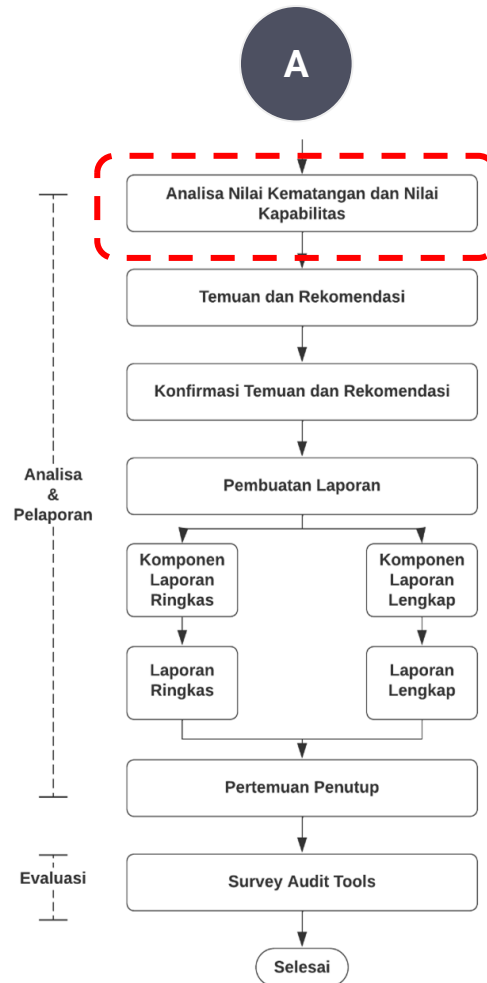 A
Analisa Nilai Kematangan dan Nilai
Kapabilitas
Temuan dan Rekomendasi
Konfirmasi Temuan dan Rekomendasi
Analisa
&
Pelaporan
Pembuatan Laporan
Komponen
Laporan
Ringkas
Komponen
Laporan
Lengkap
Laporan
Ringkas
Laporan
Lengkap
Pertemuan Penutup
Evaluasi
Survey Audit Tools
Selesai